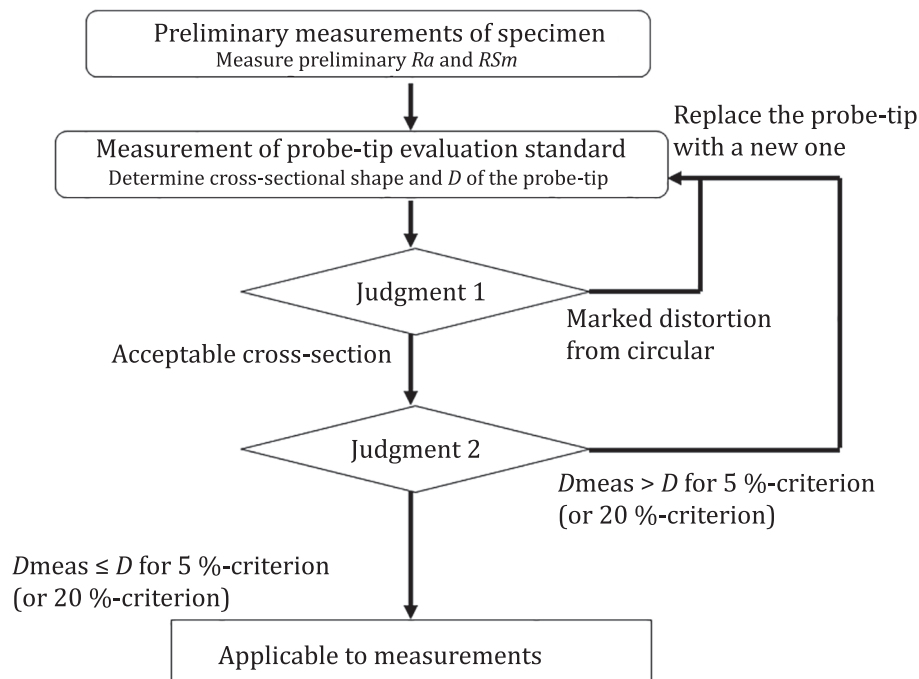 Preliminary measurements of specimen
Measure preliminary Ra and RSm
Replace the probe-tip
with a new one
Measurement of probe-tip evaluation standard
Determine cross-sectional shape and D of the probe-tip
Judgment 1
Marked distortion
from circular
Acceptable cross-section
Judgment 2
Dmeas > D for 5 %-criterion
(or 20 %-criterion)
Dmeas ≤ D for 5 %-criterion
(or 20 %-criterion)
Applicable to measurements